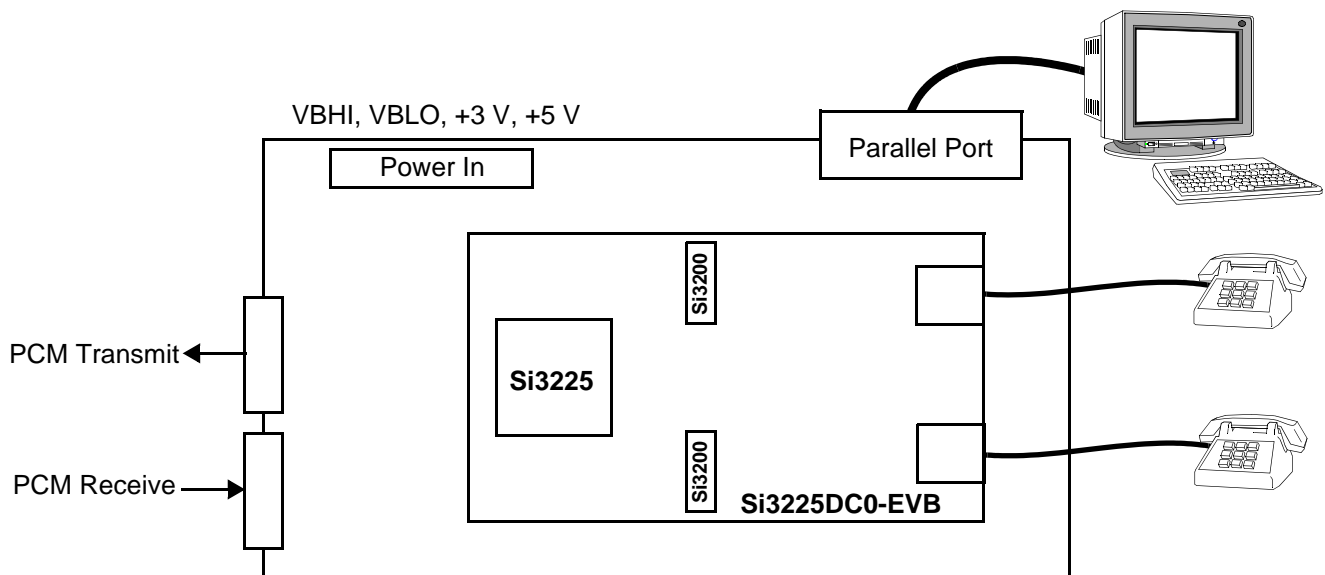 VBHI, VBLO, +3 V, +5 V
Power In
Parallel Port
Si3200
PCM Transmit
Si3225
PCM Receive
Si3200
Si3225DC0-EVB